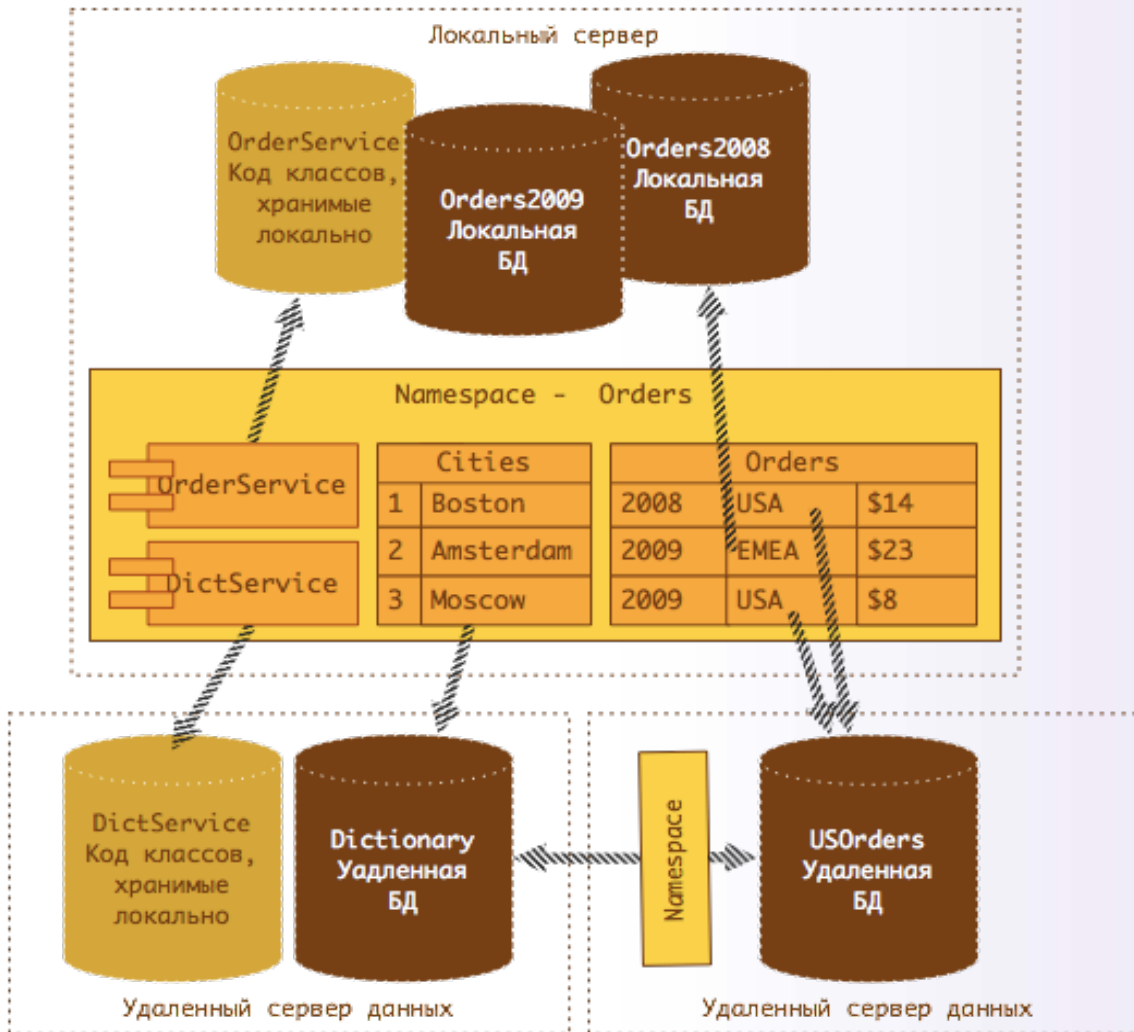 Локальный сервер
OrderService
Код классов,
хранимые
локально
Orders2009
Локальная
БД
Orders2008
Локальная
БД
Namespace - Orders
OrderService
DictService
Cities
1 Boston
2 Amsterdam
3 Moscow
Orders
2008 USA $14
2009 EMEA $23
2009 USA $8
DictService
Код классов,
хранимые
локально
Dictionary
Уадленная
БД
Namespace
USOrders
Удаленная
БД
Удаленный сервер данных
Удаленный сервер данных